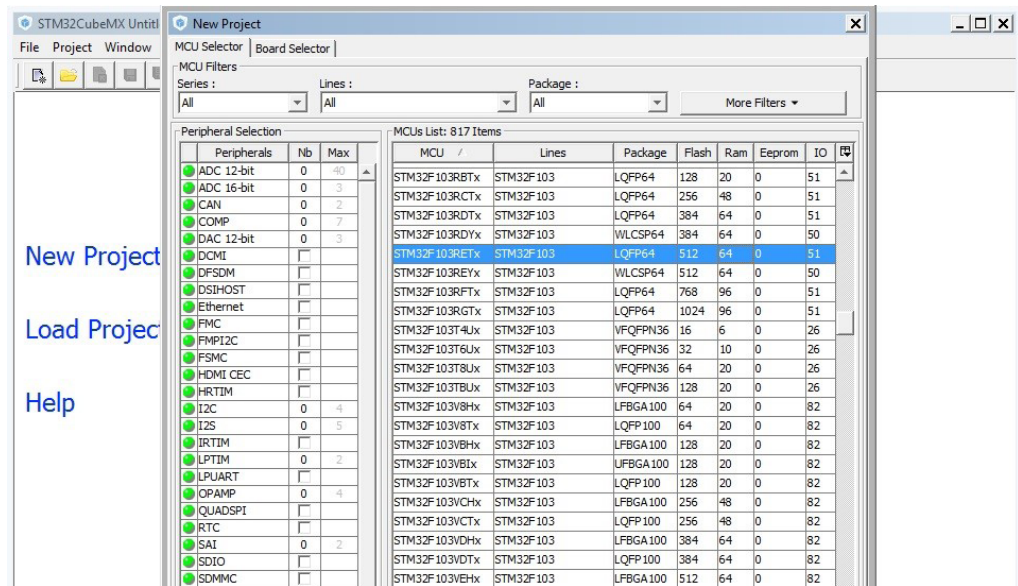 STM32CubeMX Untitl
New Project
File Project Window
MCU Selector Board Selector
MCU Filters
Series : Lines : Package :
All All All More Filters
Peripheral Selection MCUs List: 817 Items
Peripherals Nb Max MCU Lines Package Flash Ram Eeprom IO
ADC 12-bit 0 40
ADC 16-bit 0 3
CAN 0 2
COMP 0 7
DAC 12-bit 0 3
DCMI
DFSDM
DSIHOST
Ethernet
FMC
FMPI2C
FSMC
HDMI CEC
HRTIM
I2C 0 4
I2S 0 5
IRTIM
LPTIM 0 2
LPUART
OPAMP 0 4
QUADSPI
RTC
SAI 0 2
SDIO
SDMMC
STM32F103RBTx STM32F103 LQFP64 128 20 0 51
STM32F103RCTx STM32F103 LQFP64 256 48 0 51
STM32F103RDTx STM32F103 LQFP64 384 64 0 51
STM32F103RDYx STM32F103 WLCSP64 384 64 0 50
STM32F103RETx STM32F103 LQFP64 512 64 0 51
STM32F103REYx STM32F103 WLCSP64 512 64 0 50
STM32F103RFTx STM32F103 LQFP64 768 96 0 51
STM32F103RGTx STM32F103 LQFP64 1024 96 0 51
STM32F103T4Ux STM32F103 VFQFPN36 16 6 0 26
STM32F103T6Ux STM32F103 VFQFPN36 32 10 0 26
STM32F103T8Ux STM32F103 VFQFPN36 64 20 0 26
STM32F103TBUx STM32F103 VFQFPN36 128 20 0 26
STM32F103V8Hx STM32F103 LFBGA100 64 20 0 82
STM32F103V8Tx STM32F103 LQFP100 64 20 0 82
STM32F103VBHx STM32F103 LFBGA100 128 20 0 82
STM32F103VBIx STM32F103 UFBGA100 128 20 0 82
STM32F103VBTx STM32F103 LQFP100 128 20 0 82
STM32F103VCHx STM32F103 LFBGA100 256 48 0 82
STM32F103VCTx STM32F103 LQFP100 256 48 0 82
STM32F103VDHx STM32F103 LFBGA100 384 64 0 82
STM32F103VDTx STM32F103 LQFP100 384 64 0 82
STM32F103VEHx STM32F103 LFBGA100 512 64 0 82
New Project
Load Projec
Help